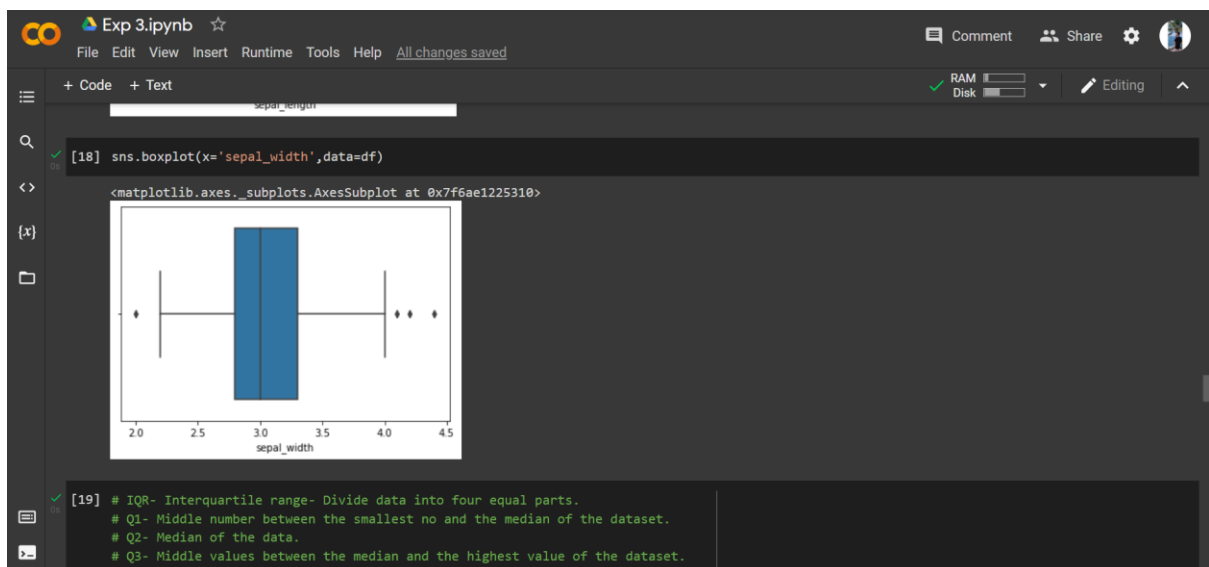 Exp 3.ipynb
Comment
Share
File Edit View Insert Runtime Tools Help All changes saved
+ Code + Text
RAM
Disk
Editing
sepal_length
[18] sns.boxplot(x='sepal_width',data=df)
0s
<matplotlib.axes._subplots.AxesSubplot at 0x7f6ae1225310>
{x}
2.0 2.5 3.0 3.5 4.0 4.5
sepal_width
[19] # IQR- Interquartile range- Divide data into four equal parts.
0s
# Q1- Middle number between the smallest no and the median of the dataset.
# Q2- Median of the data.
# Q3- Middle values between the median and the highest value of the dataset.